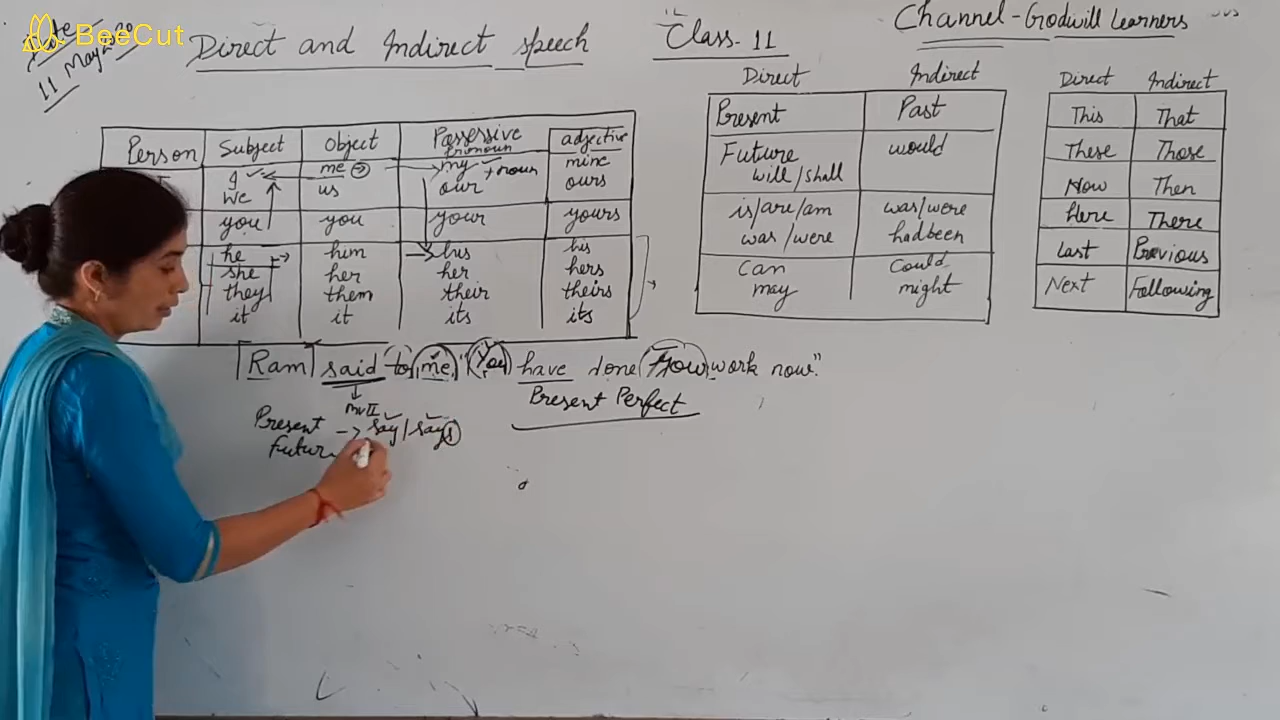 BeeCut
Date
11 May
Direct and Indirect speech
Class-11
Channel-Godwill Learners
Person Subject Object Possessive pronoun adjective
I me my + noun mine
We us our ours
you you your yours
he him his his
she her her hers
they them their theirs
it it its its
Direct Indirect
Present Past
Future would
will/shall
is/are/am was/were
was/were had been
can could
may might
Direct Indirect
This That
These Those
Now Then
Here There
Last Previous
Next Following
Ram said to me "You have done your work now".
Present Perfect
MVII
Present -> say/says
Futur